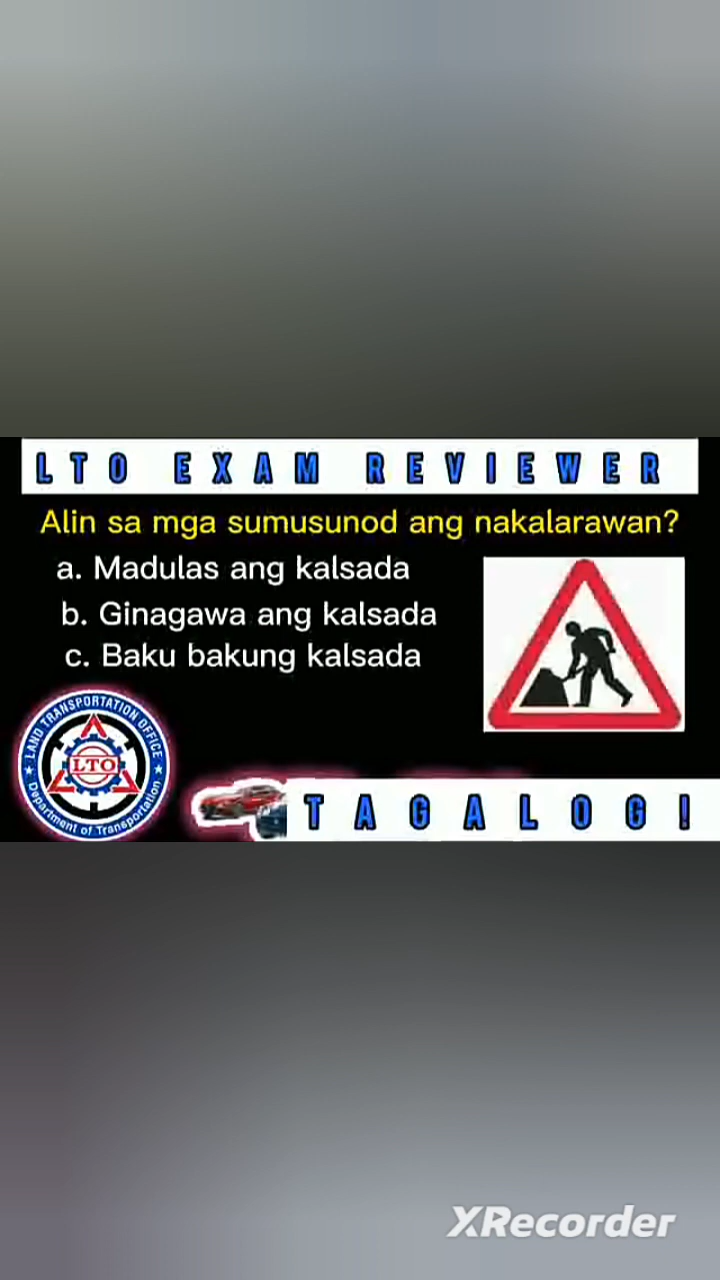 LTO EXAM REVIEWER
Alin sa mga sumusunod ang nakalarawan?
a. Madulas ang kalsada
b. Ginagawa ang kalsada
c. Baku bakung kalsada
LAND TRANSPORTATION OFFICE
LTO
Department of Transportation
TAGALOG!
XRecorder